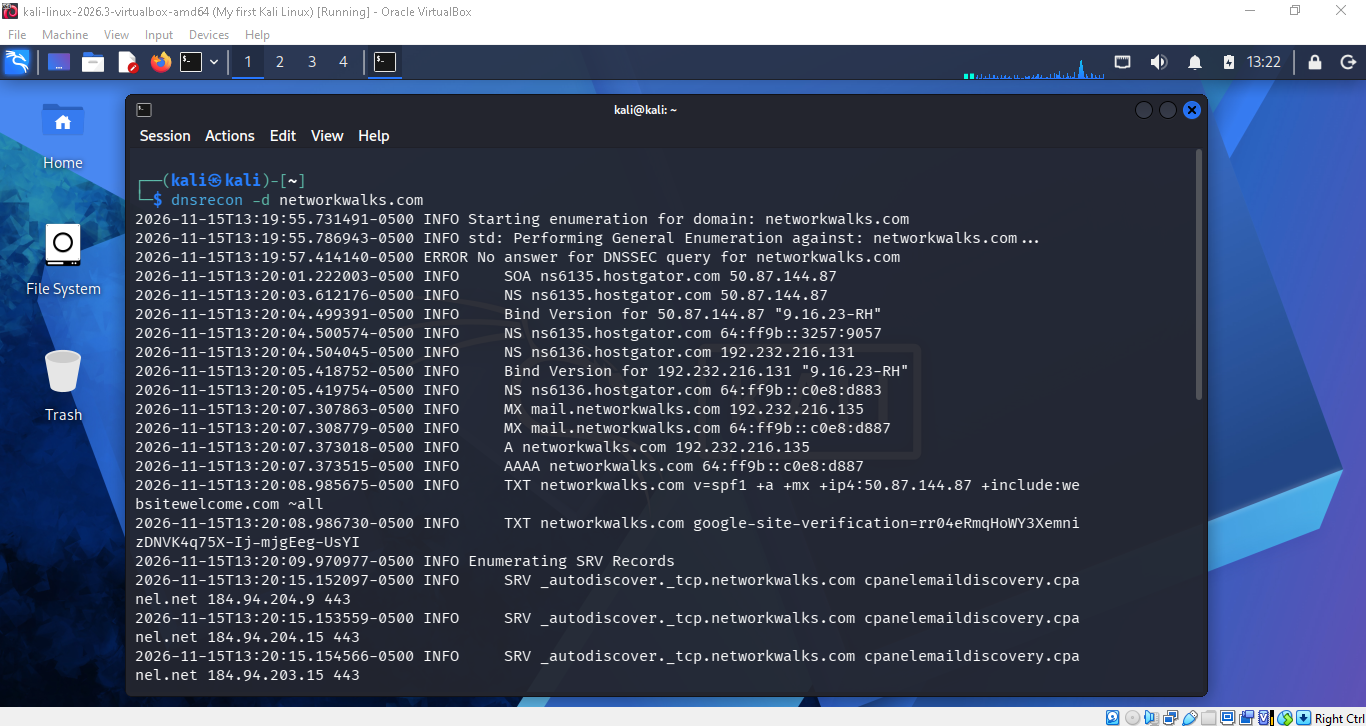 kali-linux-2026.3-virtualbox-amd64 (My first Kali Linux) [Running] - Oracle VirtualBox
File Machine View Input Devices Help
1 2 3 4 13:22
kali@kali: ~
Session Actions Edit View Help
Home
File System
Trash
┌──(kali㉿kali)-[~]
└─$ dnsrecon -d networkwalks.com
2026-11-15T13:19:55.731491-0500 INFO Starting enumeration for domain: networkwalks.com
2026-11-15T13:19:55.786943-0500 INFO std: Performing General Enumeration against: networkwalks.com...
2026-11-15T13:19:57.414140-0500 ERROR No answer for DNSSEC query for networkwalks.com
2026-11-15T13:20:01.222003-0500 INFO SOA ns6135.hostgator.com 50.87.144.87
2026-11-15T13:20:03.612176-0500 INFO NS ns6135.hostgator.com 50.87.144.87
2026-11-15T13:20:04.499391-0500 INFO Bind Version for 50.87.144.87 "9.16.23-RH"
2026-11-15T13:20:04.500574-0500 INFO NS ns6135.hostgator.com 64:ff9b::3257:9057
2026-11-15T13:20:04.504045-0500 INFO NS ns6136.hostgator.com 192.232.216.131
2026-11-15T13:20:05.418752-0500 INFO Bind Version for 192.232.216.131 "9.16.23-RH"
2026-11-15T13:20:05.419754-0500 INFO NS ns6136.hostgator.com 64:ff9b::c0e8:d883
2026-11-15T13:20:07.307863-0500 INFO MX mail.networkwalks.com 192.232.216.135
2026-11-15T13:20:07.308779-0500 INFO MX mail.networkwalks.com 64:ff9b::c0e8:d887
2026-11-15T13:20:07.373018-0500 INFO A networkwalks.com 192.232.216.135
2026-11-15T13:20:07.373515-0500 INFO AAAA networkwalks.com 64:ff9b::c0e8:d887
2026-11-15T13:20:08.985675-0500 INFO TXT networkwalks.com v=spf1 +a +mx +ip4:50.87.144.87 +include:we
bsitewelcome.com ~all
2026-11-15T13:20:08.986730-0500 INFO TXT networkwalks.com google-site-verification=rr04eRmqHoWY3Xemni
zDNVK4q75X-Ij-mjgEeg-UsYI
2026-11-15T13:20:09.970977-0500 INFO Enumerating SRV Records
2026-11-15T13:20:15.152097-0500 INFO SRV _autodiscover._tcp.networkwalks.com cpanelemaildiscovery.cpa
nel.net 184.94.204.9 443
2026-11-15T13:20:15.153559-0500 INFO SRV _autodiscover._tcp.networkwalks.com cpanelemaildiscovery.cpa
nel.net 184.94.204.15 443
2026-11-15T13:20:15.154566-0500 INFO SRV _autodiscover._tcp.networkwalks.com cpanelemaildiscovery.cpa
nel.net 184.94.203.15 443
Right Ctrl